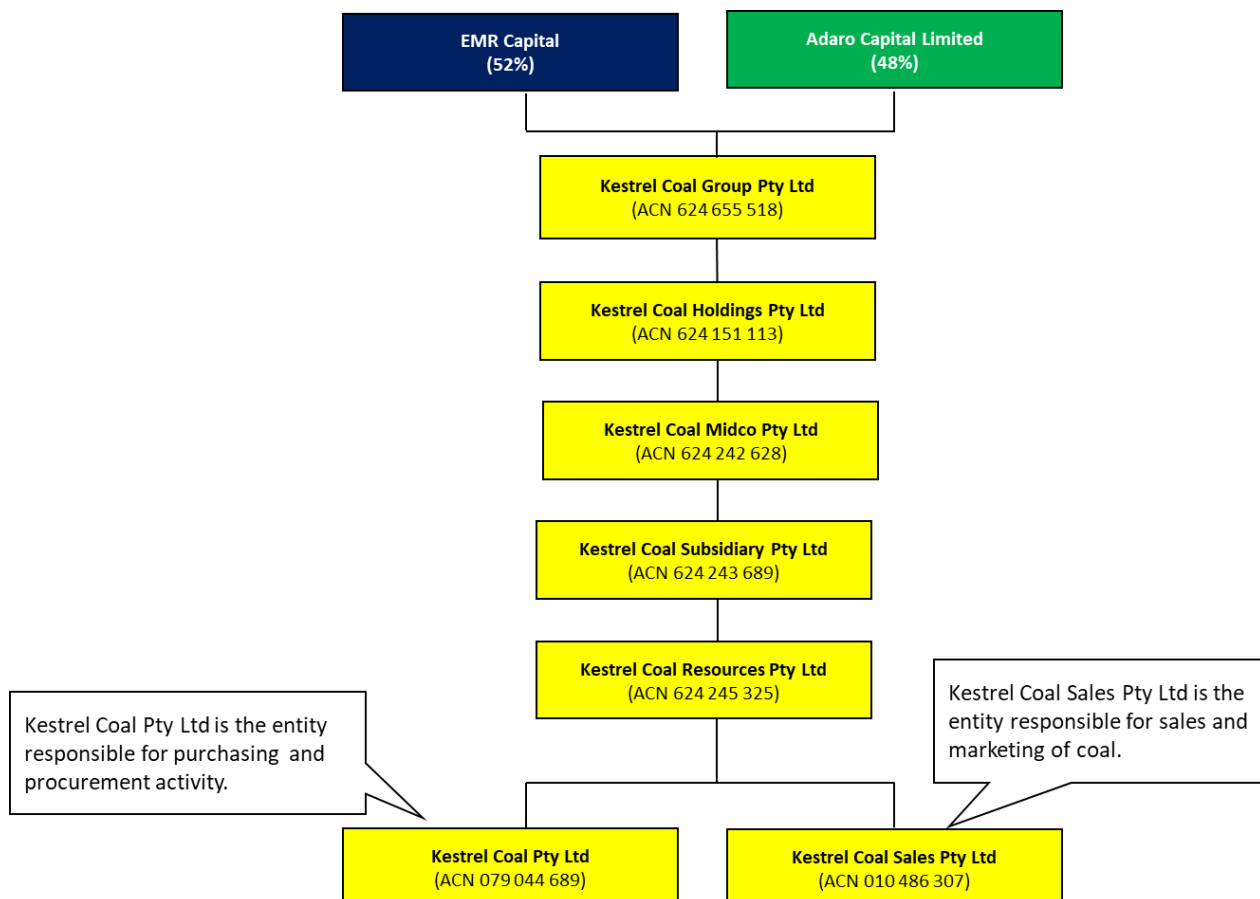 EMR Capital
(52%)
Adaro Capital Limited
(48%)
Kestrel Coal Group Pty Ltd
(ACN 624 655 518)
Kestrel Coal Holdings Pty Ltd
(ACN 624 151 113)
Kestrel Coal Midco Pty Ltd
(ACN 624 242 628)
Kestrel Coal Subsidiary Pty Ltd
(ACN 624 243 689)
Kestrel Coal Resources Pty Ltd
(ACN 624 245 325)
Kestrel Coal Pty Ltd is the entity
responsible for purchasing and
procurement activity.
Kestrel Coal Sales Pty Ltd is the
entity responsible for sales and
marketing of coal.
Kestrel Coal Pty Ltd
(ACN 079 044 689)
Kestrel Coal Sales Pty Ltd
(ACN 010 486 307)